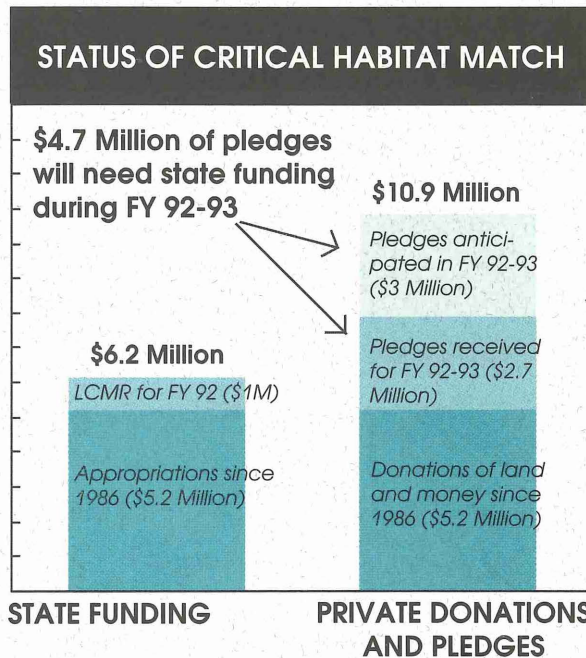 STATUS OF CRITICAL HABITAT MATCH
$4.7 Million of pledges
will need state funding
during FY 92-93
$10.9 Million
Pledges antici-
pated in FY 92-93
($3 Million)
Pledges received
for FY 92-93 ($2.7
Million)
Donations of land
and money since
1986 ($5.2 Million)
$6.2 Million
LCMR for FY 92 ($1M)
Appropriations since
1986 ($5.2 Million)
STATE FUNDING
PRIVATE DONATIONS
AND PLEDGES